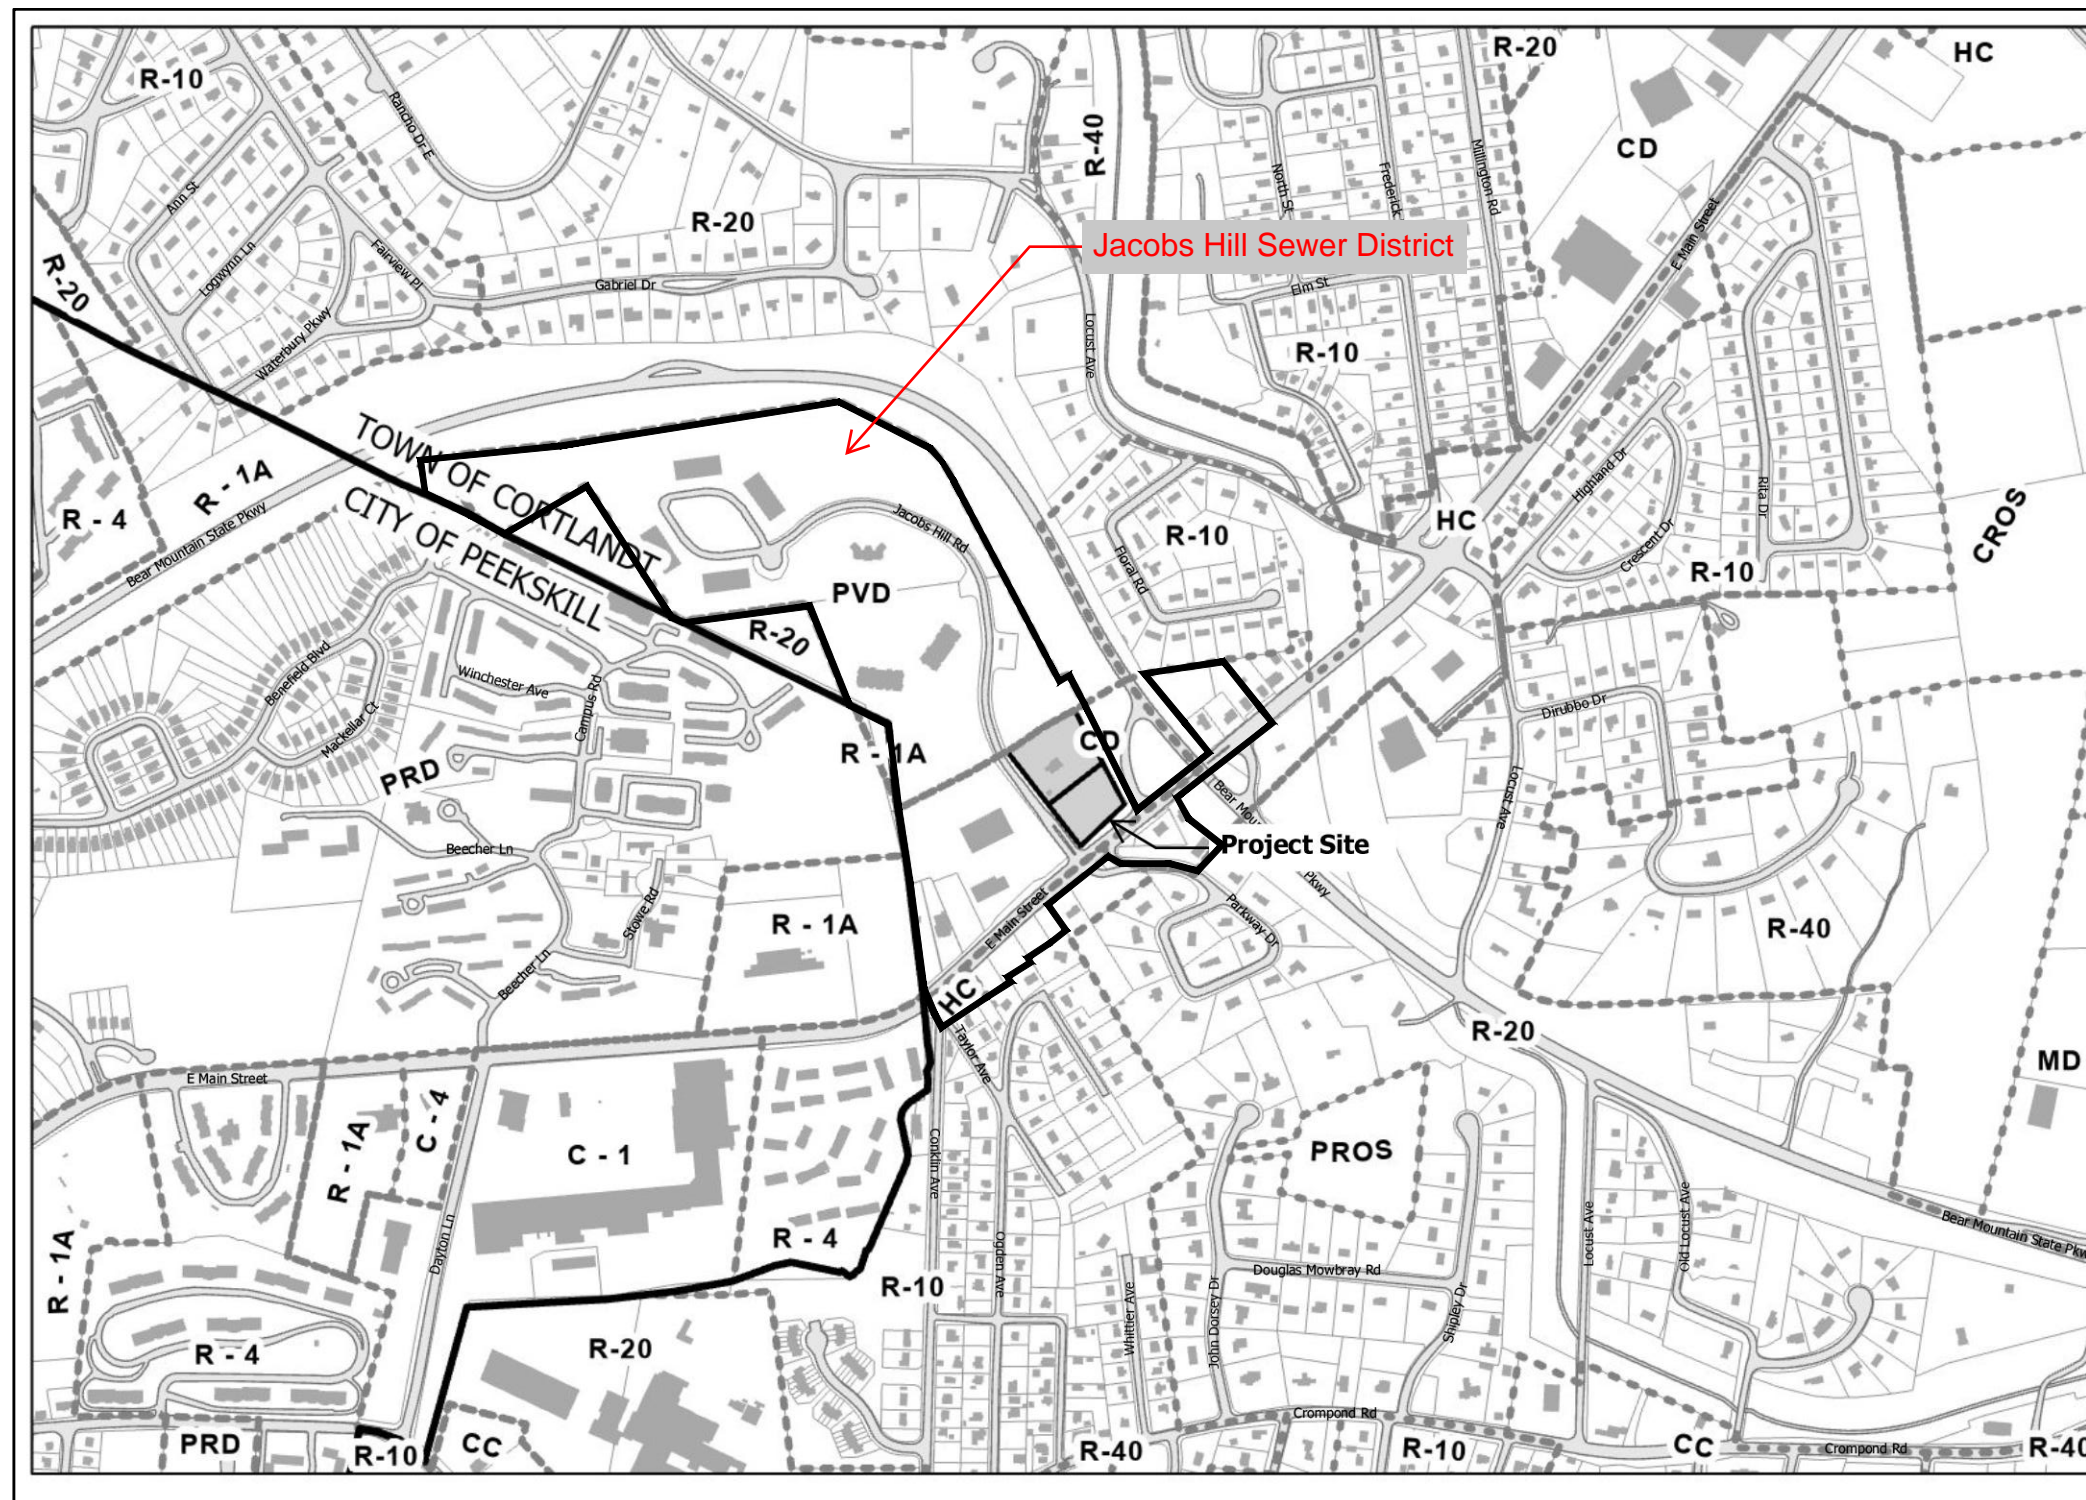 R-20
HC
R-10
Rancho Dr E
R-40
CD
North St
Frederick
Millington Rd
Ann St
R-20
E Main Street
Jacobs Hill Sewer District
Logwynn Ln
Fairview Pl
R-20
Gabriel Dr
Elm St
Waterbury Pkwy
Locust Ave
R-10
TOWN OF CORTLANDT
R - 1A
Highland Dr
Rita Dr
R - 4
CITY OF PEEKSKILL
Bear Mountain State Pkwy
Jacobs Hill Rd
HC
CROS
R-10
Crescent Dr
Floral Rd
R-10
PVD
R-20
Benefield Blvd
Winchester Ave
Campus Rd
Mackellar Ct
Dirubbo Dr
R - 1A
CD
PRD
Bear Mou
Locust Ave
Beecher Ln
Project Site
Pkwy
Stowe Rd
R - 1A
E Main Street
Parkway Dr
R-40
Beecher Ln
HC
Taylor Ave
R-20
MD
E Main Street
C - 4
R - 1A
C - 1
Conklin Ave
PROS
Locust Ave
Old Locust Ave
Dayton Ln
R - 4
Ogden Ave
R - 1A
Bear Mountain State Pkw
R-10
Whittier Ave
John Dorsey Dr
Douglas Mowbray Rd
Shipley Dr
R - 4
R-20
PRD
R-10
CC
R-40
Crompond Rd
R-10
CC
Crompond Rd
R-40